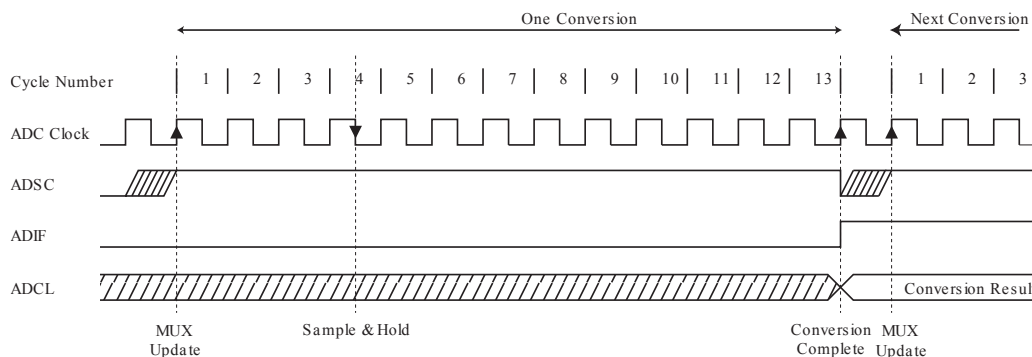 One Conversion
Next Conversion
Cycle Number 1 2 3 4 5 6 7 8 9 10 11 12 13 1 2 3
ADC Clock
ADSC
ADIF
ADCL
Conversion Resul
MUX
Update
Sample & Hold
Conversion
Complete
MUX
Update